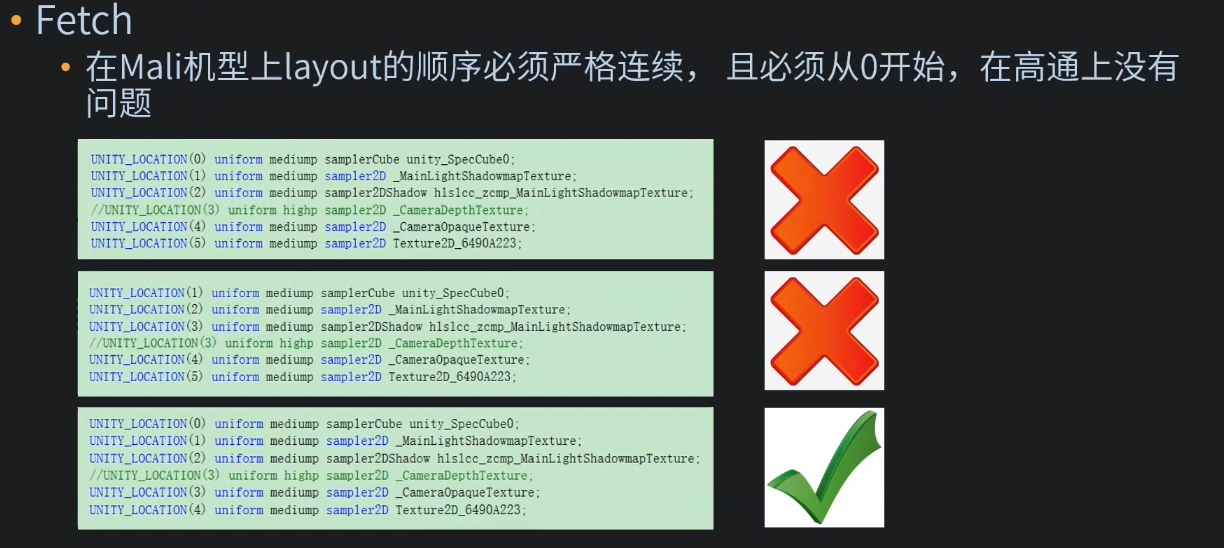 Fetch
在Mali机型上layout的顺序必须严格连续， 且必须从0开始，在高通上没有
问题
UNITY_LOCATION(0) uniform mediump samplerCube unity_SpecCube0;
UNITY_LOCATION(1) uniform mediump sampler2D _MainLightShadowmapTexture;
UNITY_LOCATION(2) uniform mediump sampler2DShadow hlslcc_zcmp_MainLightShadowmapTexture;
//UNITY_LOCATION(3) uniform highp sampler2D _CameraDepthTexture;
UNITY_LOCATION(4) uniform mediump sampler2D _CameraOpaqueTexture;
UNITY_LOCATION(5) uniform mediump sampler2D Texture2D_6490A223;
UNITY_LOCATION(1) uniform mediump samplerCube unity_SpecCube0;
UNITY_LOCATION(2) uniform mediump sampler2D _MainLightShadowmapTexture;
UNITY_LOCATION(3) uniform mediump sampler2DShadow hlslcc_zcmp_MainLightShadowmapTexture;
//UNITY_LOCATION(3) uniform highp sampler2D _CameraDepthTexture;
UNITY_LOCATION(4) uniform mediump sampler2D _CameraOpaqueTexture;
UNITY_LOCATION(5) uniform mediump sampler2D Texture2D_6490A223;
UNITY_LOCATION(0) uniform mediump samplerCube unity_SpecCube0;
UNITY_LOCATION(1) uniform mediump sampler2D _MainLightShadowmapTexture;
UNITY_LOCATION(2) uniform mediump sampler2DShadow hlslcc_zcmp_MainLightShadowmapTexture;
//UNITY_LOCATION(3) uniform highp sampler2D _CameraDepthTexture;
UNITY_LOCATION(3) uniform mediump sampler2D _CameraOpaqueTexture;
UNITY_LOCATION(4) uniform mediump sampler2D Texture2D_6490A223;